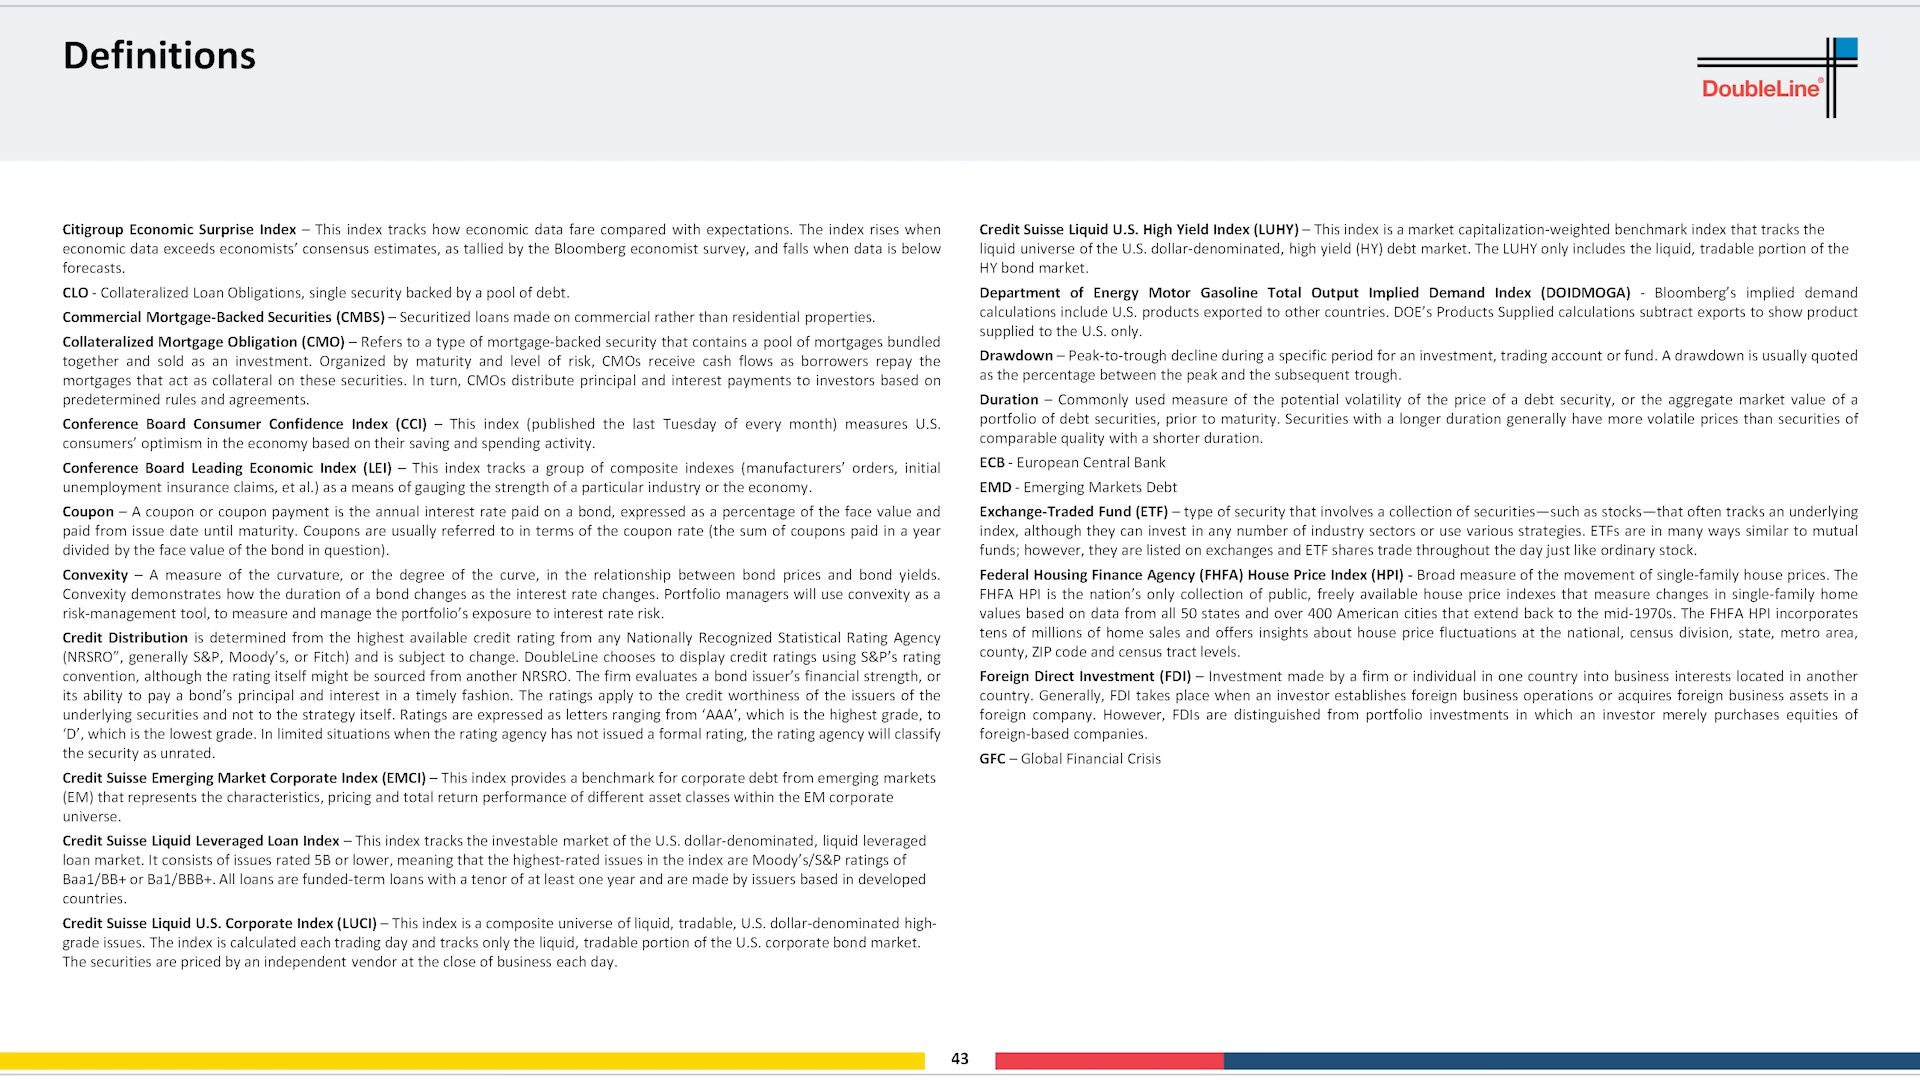 Definitions
DoubleLine®
Citigroup Economic Surprise Index – This index tracks how economic data fare compared with expectations. The index rises when
economic data exceeds economists’ consensus estimates, as tallied by the Bloomberg economist survey, and falls when data is below
forecasts.
CLO - Collateralized Loan Obligations, single security backed by a pool of debt.
Commercial Mortgage-Backed Securities (CMBS) – Securitized loans made on commercial rather than residential properties.
Collateralized Mortgage Obligation (CMO) – Refers to a type of mortgage-backed security that contains a pool of mortgages bundled
together and sold as an investment. Organized by maturity and level of risk, CMOs receive cash flows as borrowers repay the
mortgages that act as collateral on these securities. In turn, CMOs distribute principal and interest payments to investors based on
predetermined rules and agreements.
Conference Board Consumer Confidence Index (CCI) – This index (published the last Tuesday of every month) measures U.S.
consumers’ optimism in the economy based on their saving and spending activity.
Conference Board Leading Economic Index (LEI) – This index tracks a group of composite indexes (manufacturers’ orders, initial
unemployment insurance claims, et al.) as a means of gauging the strength of a particular industry or the economy.
Coupon – A coupon or coupon payment is the annual interest rate paid on a bond, expressed as a percentage of the face value and
paid from issue date until maturity. Coupons are usually referred to in terms of the coupon rate (the sum of coupons paid in a year
divided by the face value of the bond in question).
Convexity – A measure of the curvature, or the degree of the curve, in the relationship between bond prices and bond yields.
Convexity demonstrates how the duration of a bond changes as the interest rate changes. Portfolio managers will use convexity as a
risk-management tool, to measure and manage the portfolio’s exposure to interest rate risk.
Credit Distribution is determined from the highest available credit rating from any Nationally Recognized Statistical Rating Agency
(NRSRO”, generally S&P, Moody’s, or Fitch) and is subject to change. DoubleLine chooses to display credit ratings using S&P’s rating
convention, although the rating itself might be sourced from another NRSRO. The firm evaluates a bond issuer’s financial strength, or
its ability to pay a bond’s principal and interest in a timely fashion. The ratings apply to the credit worthiness of the issuers of the
underlying securities and not to the strategy itself. Ratings are expressed as letters ranging from ‘AAA’, which is the highest grade, to
‘D’, which is the lowest grade. In limited situations when the rating agency has not issued a formal rating, the rating agency will classify
the security as unrated.
Credit Suisse Emerging Market Corporate Index (EMCI) – This index provides a benchmark for corporate debt from emerging markets
(EM) that represents the characteristics, pricing and total return performance of different asset classes within the EM corporate
universe.
Credit Suisse Liquid Leveraged Loan Index – This index tracks the investable market of the U.S. dollar-denominated, liquid leveraged
loan market. It consists of issues rated 5B or lower, meaning that the highest-rated issues in the index are Moody’s/S&P ratings of
Baa1/BB+ or Ba1/BBB+. All loans are funded-term loans with a tenor of at least one year and are made by issuers based in developed
countries.
Credit Suisse Liquid U.S. Corporate Index (LUCI) – This index is a composite universe of liquid, tradable, U.S. dollar-denominated high-
grade issues. The index is calculated each trading day and tracks only the liquid, tradable portion of the U.S. corporate bond market.
The securities are priced by an independent vendor at the close of business each day.
Credit Suisse Liquid U.S. High Yield Index (LUHY) – This index is a market capitalization-weighted benchmark index that tracks the
liquid universe of the U.S. dollar-denominated, high yield (HY) debt market. The LUHY only includes the liquid, tradable portion of the
HY bond market.
Department of Energy Motor Gasoline Total Output Implied Demand Index (DOIDMOGA) - Bloomberg’s implied demand
calculations include U.S. products exported to other countries. DOE’s Products Supplied calculations subtract exports to show product
supplied to the U.S. only.
Drawdown – Peak-to-trough decline during a specific period for an investment, trading account or fund. A drawdown is usually quoted
as the percentage between the peak and the subsequent trough.
Duration – Commonly used measure of the potential volatility of the price of a debt security, or the aggregate market value of a
portfolio of debt securities, prior to maturity. Securities with a longer duration generally have more volatile prices than securities of
comparable quality with a shorter duration.
ECB - European Central Bank
EMD - Emerging Markets Debt
Exchange-Traded Fund (ETF) – type of security that involves a collection of securities—such as stocks—that often tracks an underlying
index, although they can invest in any number of industry sectors or use various strategies. ETFs are in many ways similar to mutual
funds; however, they are listed on exchanges and ETF shares trade throughout the day just like ordinary stock.
Federal Housing Finance Agency (FHFA) House Price Index (HPI) - Broad measure of the movement of single-family house prices. The
FHFA HPI is the nation’s only collection of public, freely available house price indexes that measure changes in single-family home
values based on data from all 50 states and over 400 American cities that extend back to the mid-1970s. The FHFA HPI incorporates
tens of millions of home sales and offers insights about house price fluctuations at the national, census division, state, metro area,
county, ZIP code and census tract levels.
Foreign Direct Investment (FDI) – Investment made by a firm or individual in one country into business interests located in another
country. Generally, FDI takes place when an investor establishes foreign business operations or acquires foreign business assets in a
foreign company. However, FDIs are distinguished from portfolio investments in which an investor merely purchases equities of
foreign-based companies.
GFC – Global Financial Crisis
43